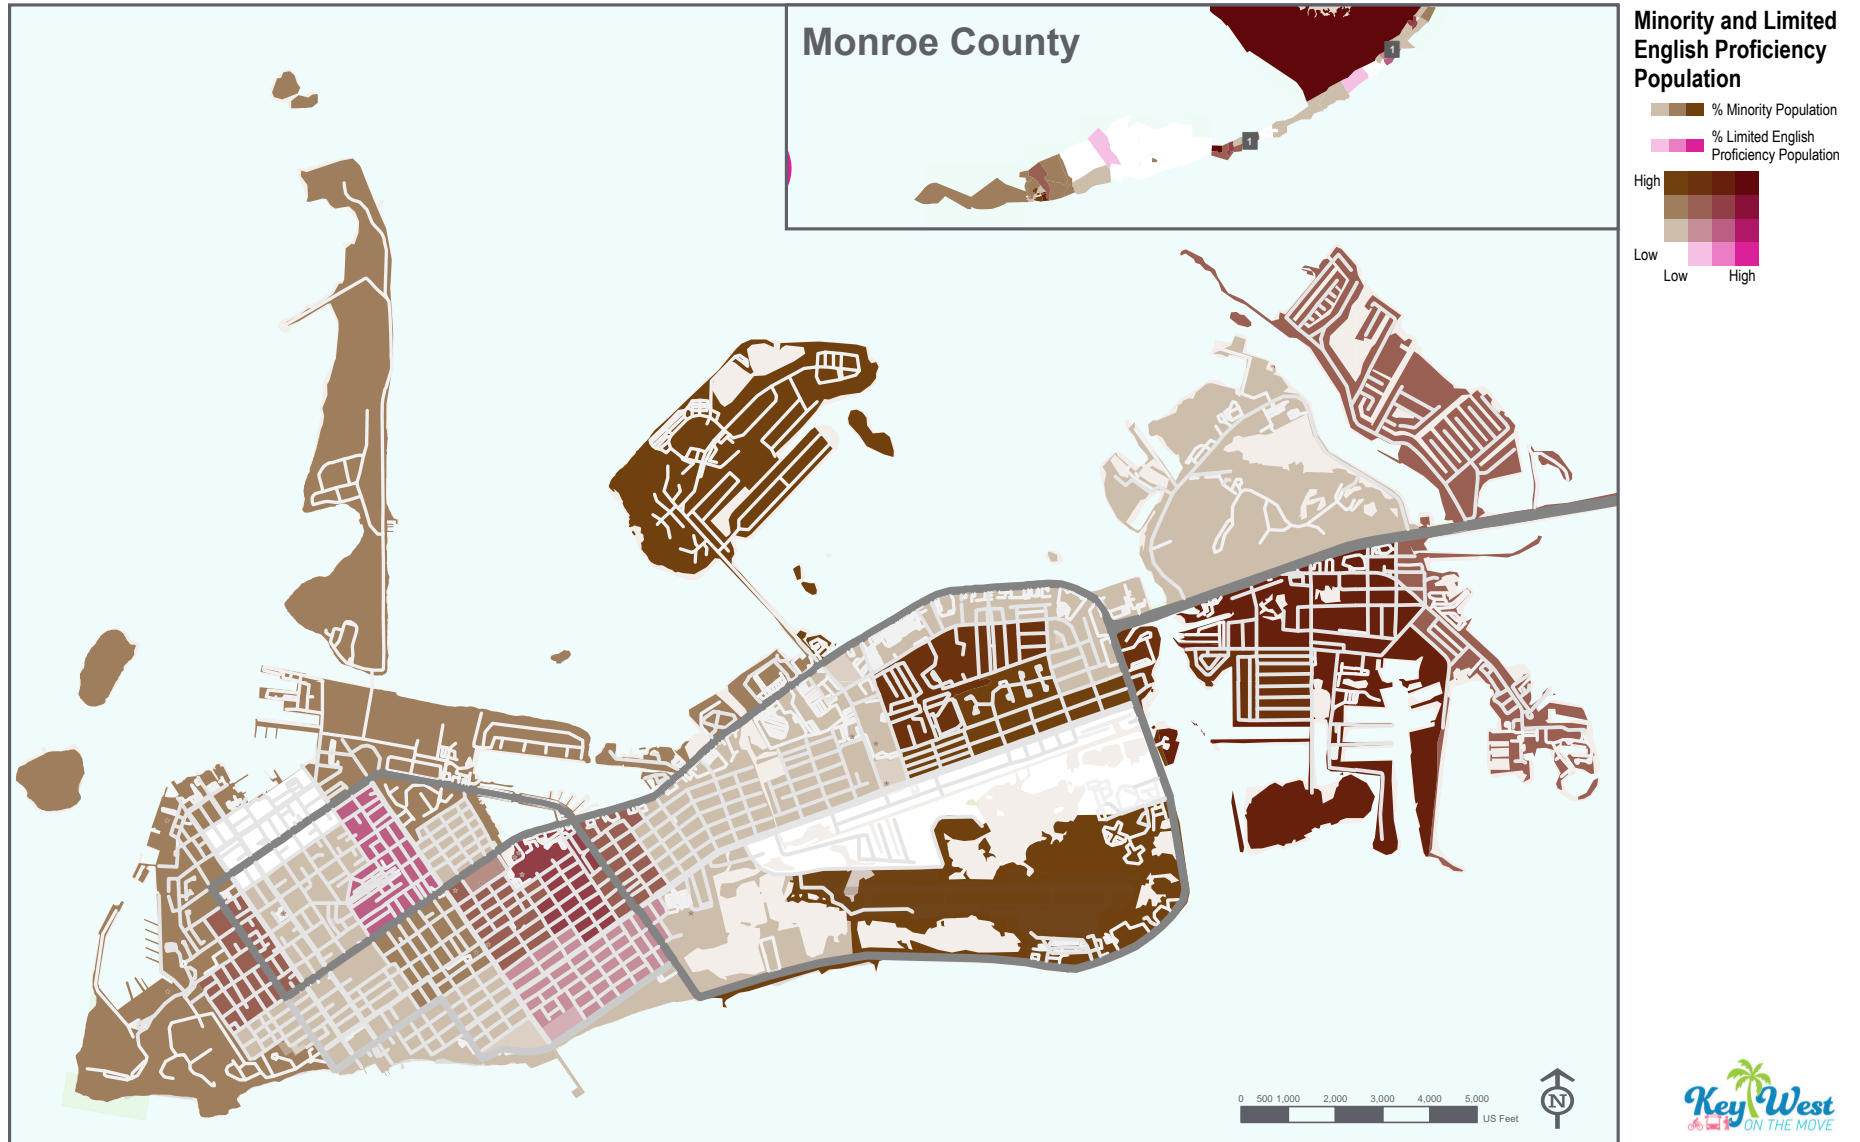 Monroe County
1
1
Minority and Limited
English Proficiency
Population
% Minority Population
% Limited English
Proficiency Population
High
Low
Low High
0 500 1,000 2,000 3,000 4,000 5,000
US Feet
N
Key West
ON THE MOVE